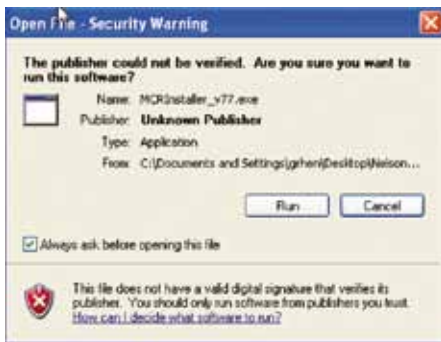 Open File - Security Warning
The publisher could not be verified. Are you sure you want to
run this software?
Name: MCRInstaller_v77.exe
Publisher: Unknown Publisher
Type: Application
From: C:\Documents and Settings\grheni\Desktop\Nelson...
Run Cancel
Always ask before opening this file
This file does not have a valid digital signature that verifies its
publisher. You should only run software from publishers you trust.
How can I decide what software to run?